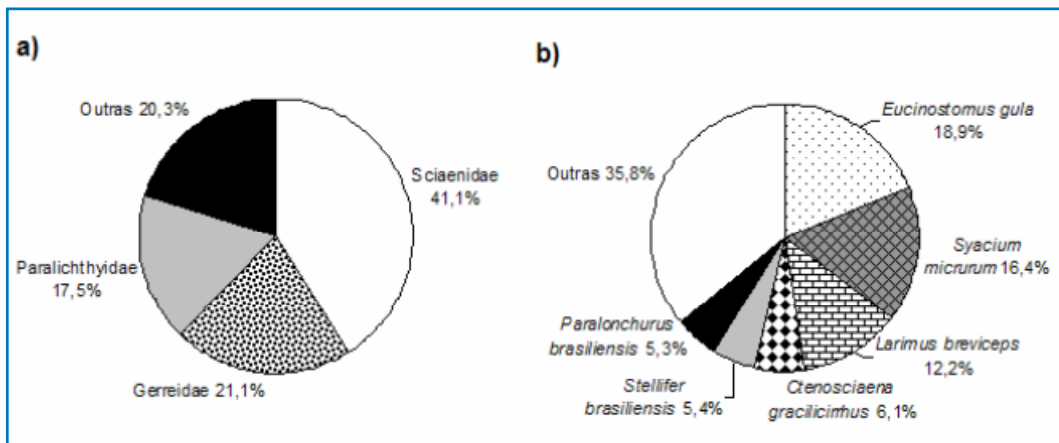 a)
Outras 20,3%
Sciaenidae
41,1%
Paralichthyidae
17,5%
Gerreidae 21,1%
b)
Eucinostomus gula
18,9%
Outras 35,8%
Syacium
micrurum 16,4%
Paralonchurus
brasiliensis 5,3%
Larimus breviceps
12,2%
Stellifer
brasiliensis 5,4%
Ctenosciaena
gracilicirrhus 6,1%